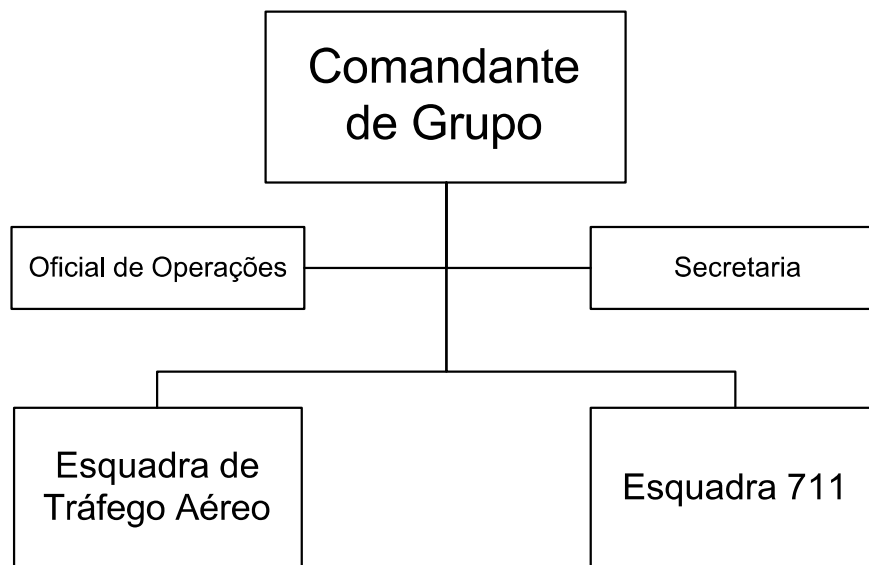 Comandante
de Grupo
Oficial de Operações
Secretaria
Esquadra de
Tráfego Aéreo
Esquadra 711